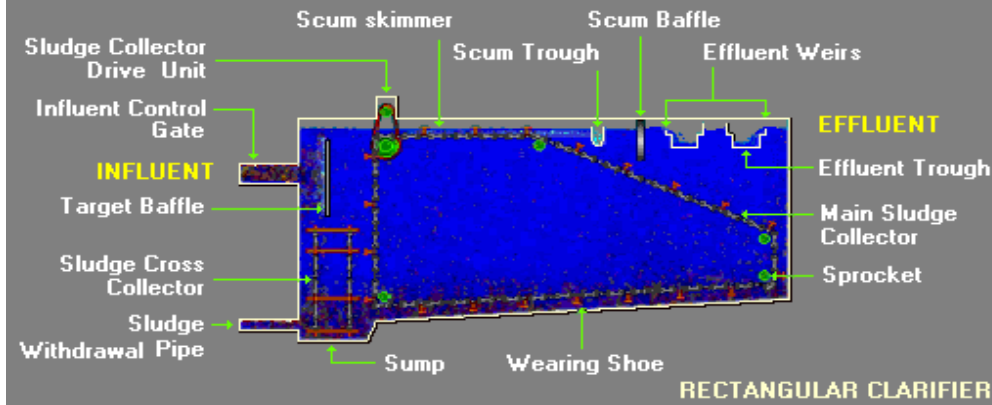 Scum skimmer
Scum Baffle
Sludge Collector
Drive Unit
Scum Trough
Effluent Weirs
Influent Control
Gate
EFFLUENT
INFLUENT
Effluent Trough
Target Baffle
Main Sludge
Collector
Sludge Cross
Collector
Sprocket
Sludge
Withdrawal Pipe
Sump
Wearing Shoe
RECTANGULAR CLARIFIER